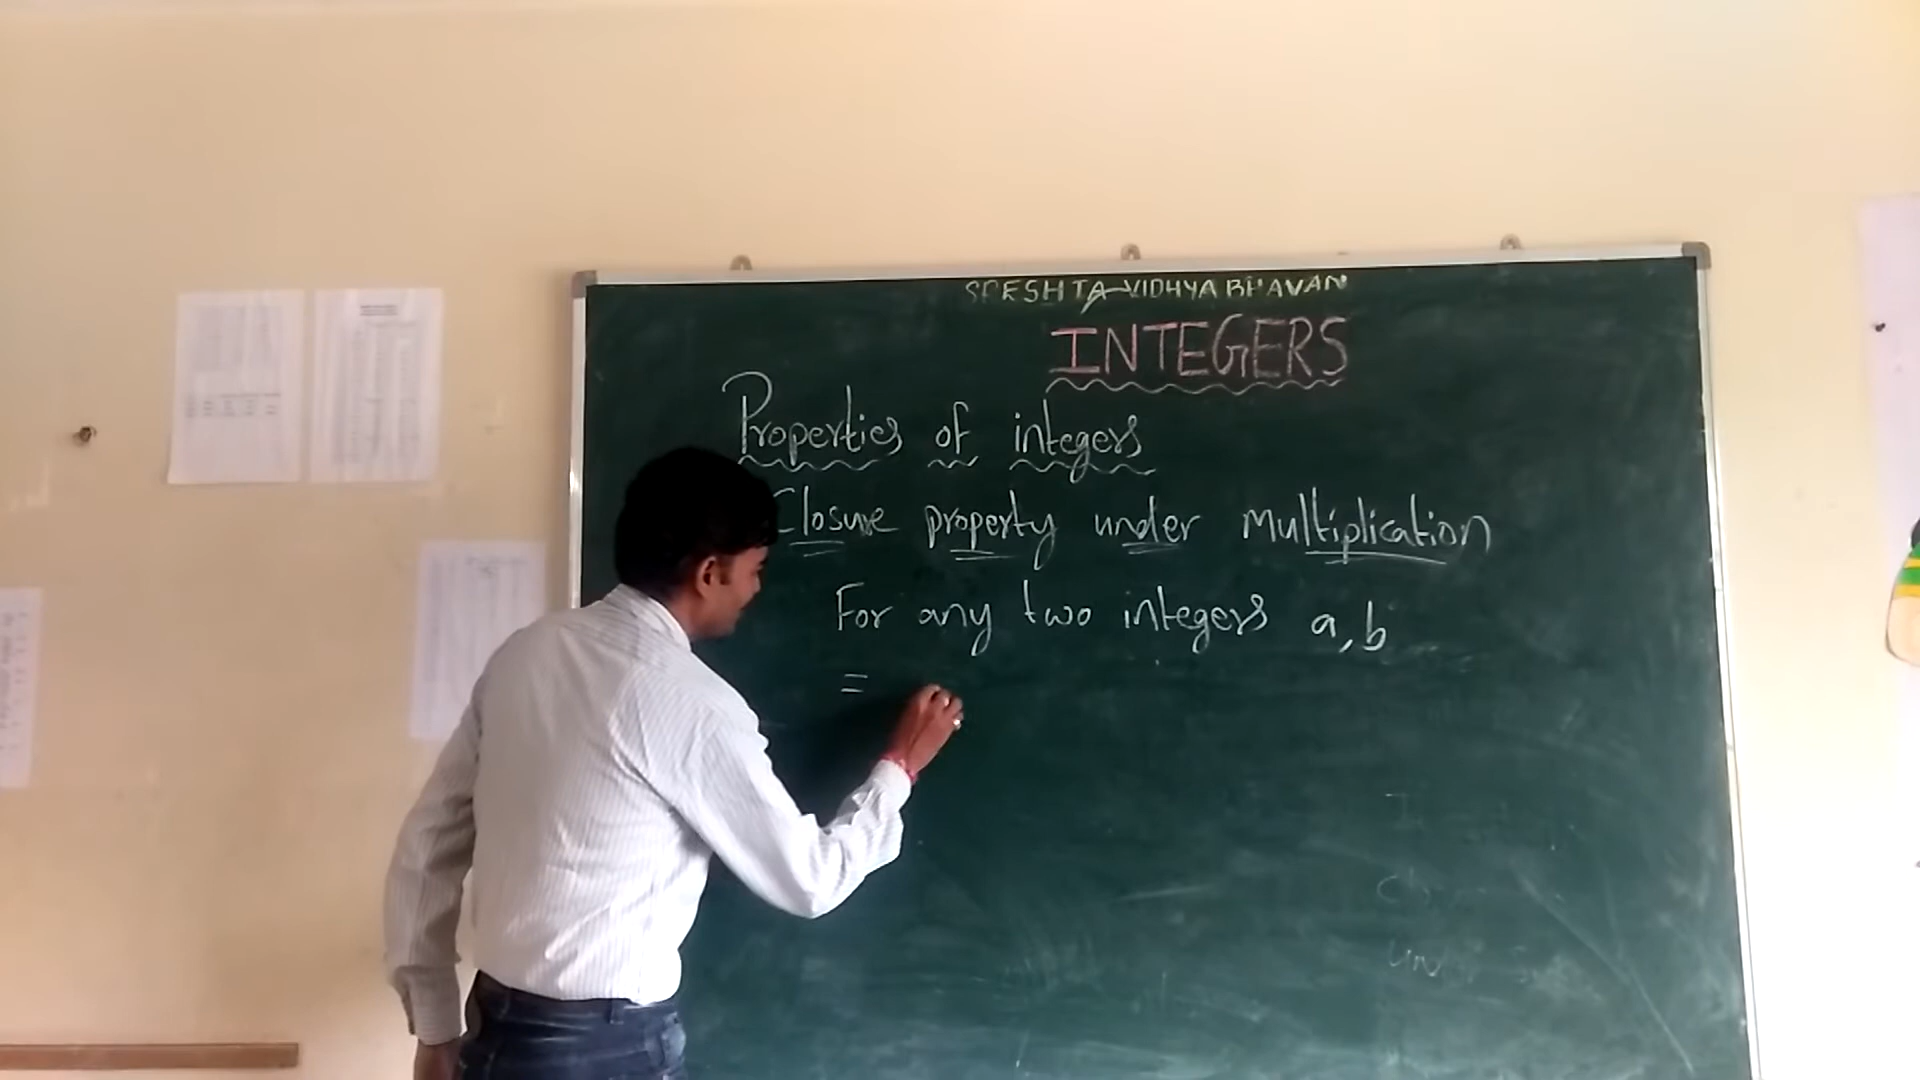 SRESHTA VIDHYA BHAVAN
INTEGERS
Properties of integers
Closure property under Multiplication
For any two integers a, b
=